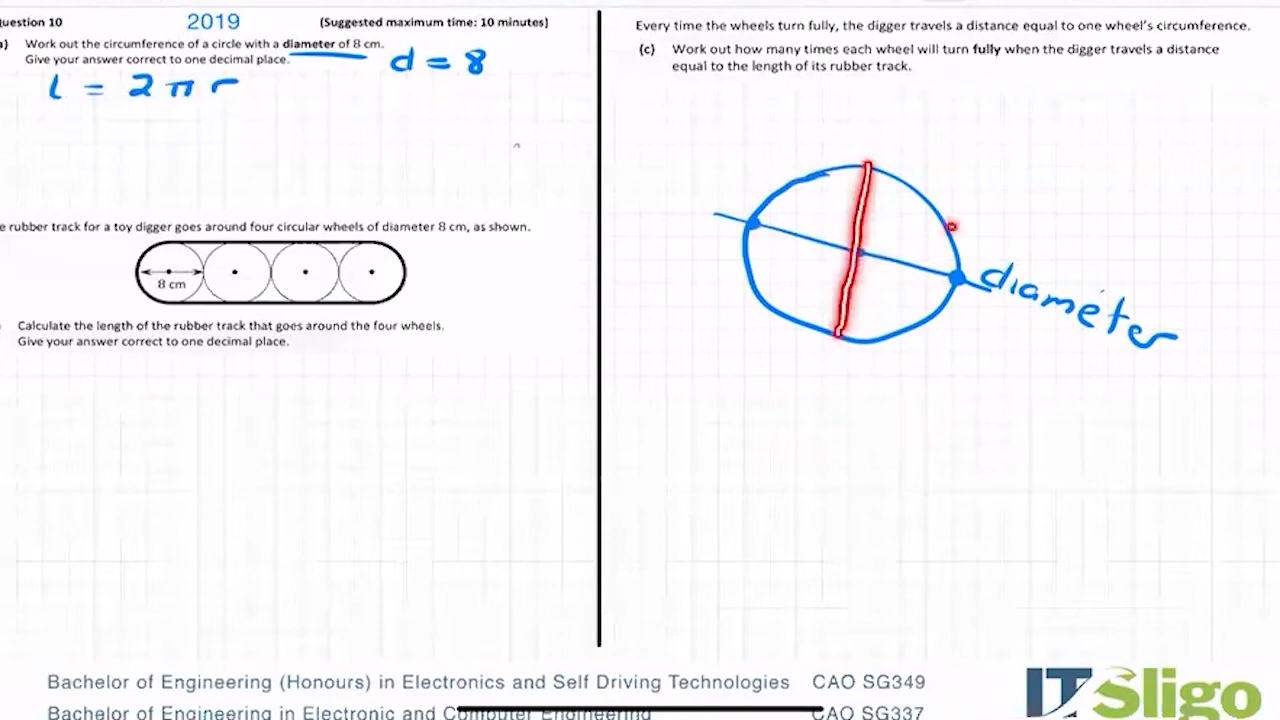 uestion 10 2019 (Suggested maximum time: 10 minutes)
) Work out the circumference of a circle with a diameter of 8 cm.
Give your answer correct to one decimal place.
d = 8
l = 2 π r
e rubber track for a toy digger goes around four circular wheels of diameter 8 cm, as shown.
8 cm
Calculate the length of the rubber track that goes around the four wheels.
Give your answer correct to one decimal place.
Every time the wheels turn fully, the digger travels a distance equal to one wheel's circumference.
(c) Work out how many times each wheel will turn fully when the digger travels a distance
equal to the length of its rubber track.
diameter
Bachelor of Engineering (Honours) in Electronics and Self Driving Technologies CAO SG349
Bachelor of Engineering in Electronic and Computer Engineering CAO SG337
IT Sligo